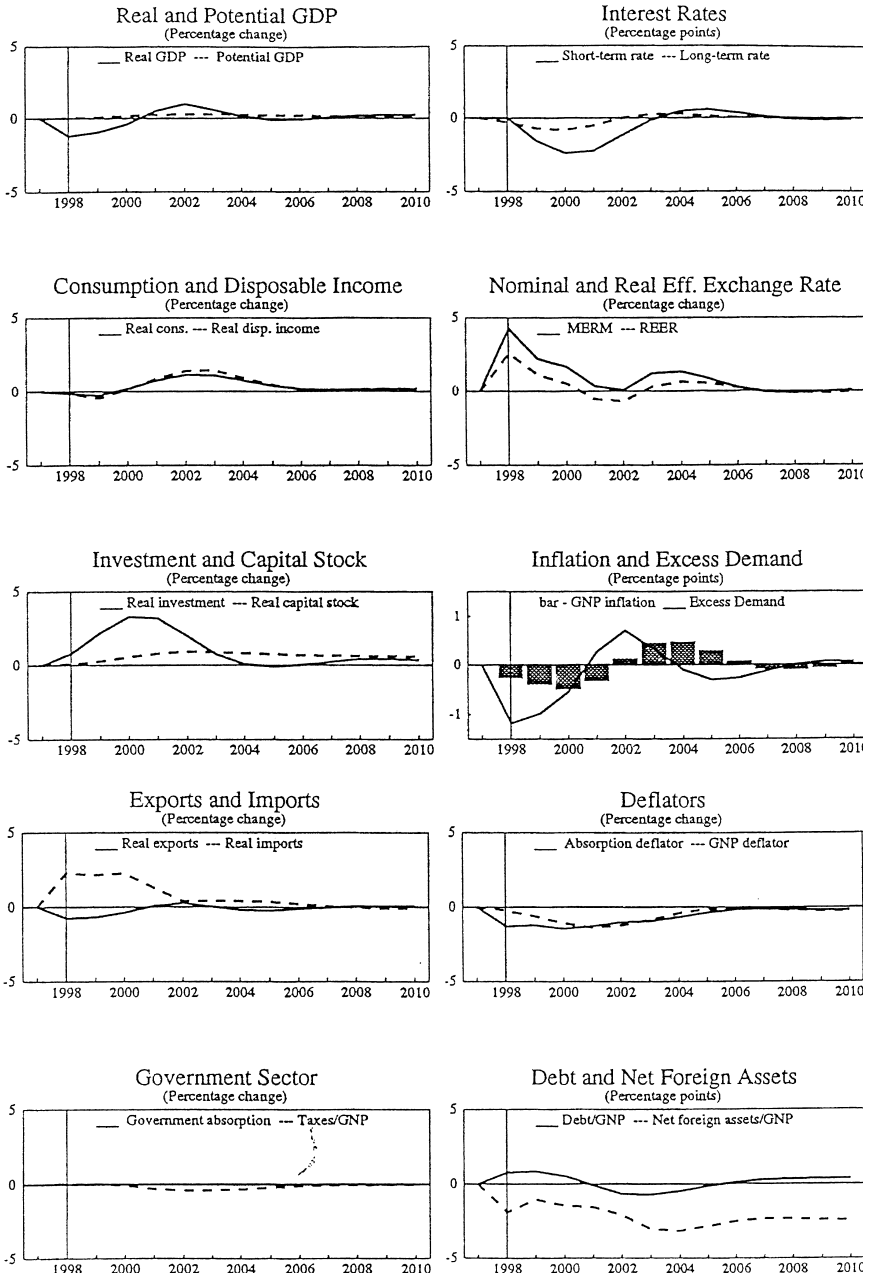 Real and Potential GDP
(Percentage change)
___ Real GDP --- Potential GDP
5
0
-5
1998 2000 2002 2004 2006 2008 2010
Interest Rates
(Percentage points)
___ Short-term rate --- Long-term rate
5
0
-5
1998 2000 2002 2004 2006 2008 2010
Consumption and Disposable Income
(Percentage change)
___ Real cons. --- Real disp. income
5
0
-5
1998 2000 2002 2004 2006 2008 2010
Nominal and Real Eff. Exchange Rate
(Percentage change)
___ MERM --- REER
5
0
-5
1998 2000 2002 2004 2006 2008 2010
Investment and Capital Stock
(Percentage change)
___ Real investment --- Real capital stock
5
0
-5
1998 2000 2002 2004 2006 2008 2010
Inflation and Excess Demand
(Percentage points)
bar - GNP inflation ___ Excess Demand
1
0
-1
1998 2000 2002 2004 2006 2008 2010
Exports and Imports
(Percentage change)
___ Real exports --- Real imports
5
0
-5
1998 2000 2002 2004 2006 2008 2010
Deflators
(Percentage change)
___ Absorption deflator --- GNP deflator
5
0
-5
1998 2000 2002 2004 2006 2008 2010
Government Sector
(Percentage change)
___ Government absorption --- Taxes/GNP
5
0
-5
1998 2000 2002 2004 2006 2008 2010
Debt and Net Foreign Assets
(Percentage points)
___ Debt/GNP --- Net foreign assets/GNP
5
0
-5
1998 2000 2002 2004 2006 2008 2010